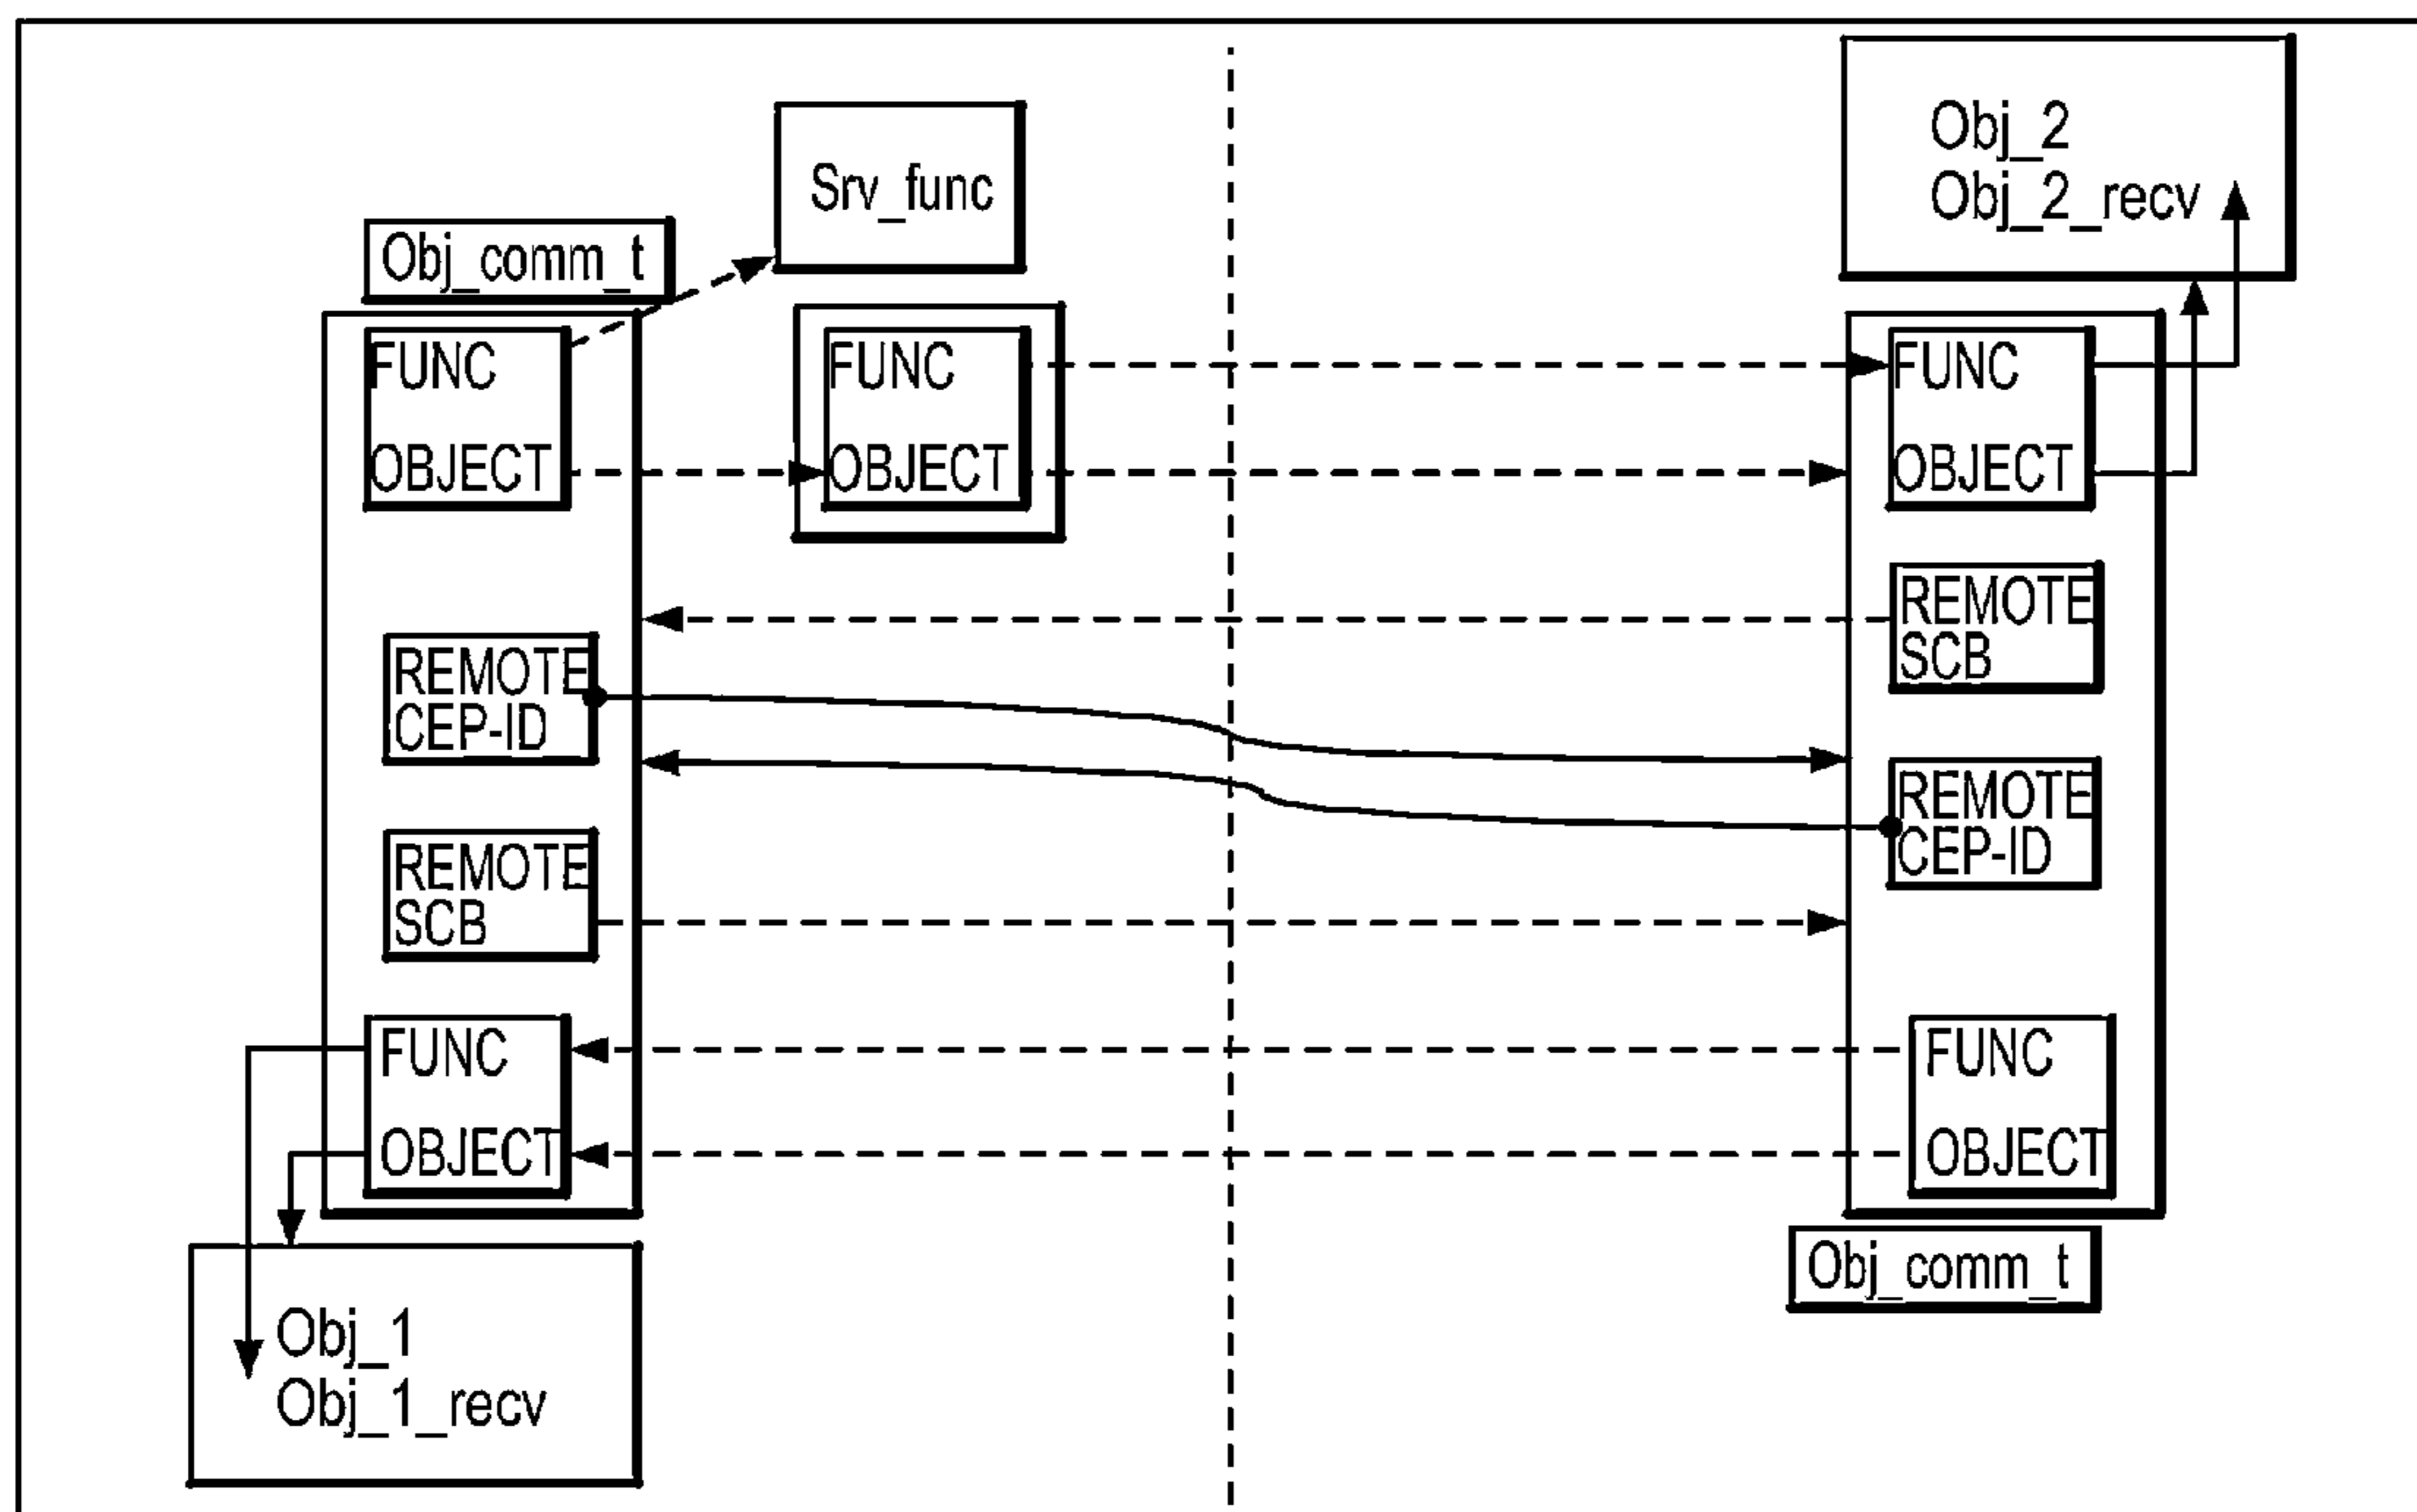 Obj_2
Obj_2_recv
Srv_func
Obj_comm_t
FUNC
OBJECT
FUNC
OBJECT
FUNC
OBJECT
REMOTE
SCB
REMOTE
CEP-ID
REMOTE
CEP-ID
REMOTE
SCB
FUNC
OBJECT
FUNC
OBJECT
Obj_comm_t
Obj_1
Obj_1_recv